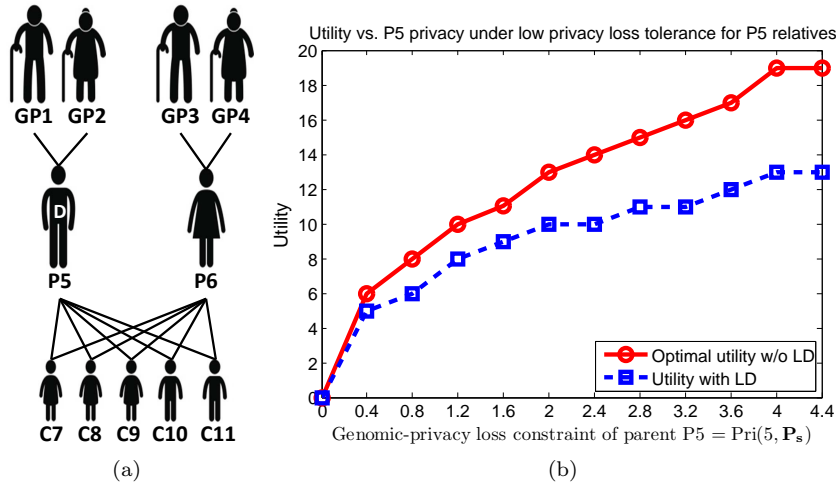 GP1 GP2 GP3 GP4
D
P5 P6
C7 C8 C9 C10 C11
(a)
Utility vs. P5 privacy under low privacy loss tolerance for P5 relatives
Utility
20
18
16
14
12
10
8
6
4
2
0
0 0.4 0.8 1.2 1.6 2 2.4 2.8 3.2 3.6 4 4.4
Optimal utility w/o LD
Utility with LD
Genomic-privacy loss constraint of parent P5 = Pri(5, Pₛ)
(b)